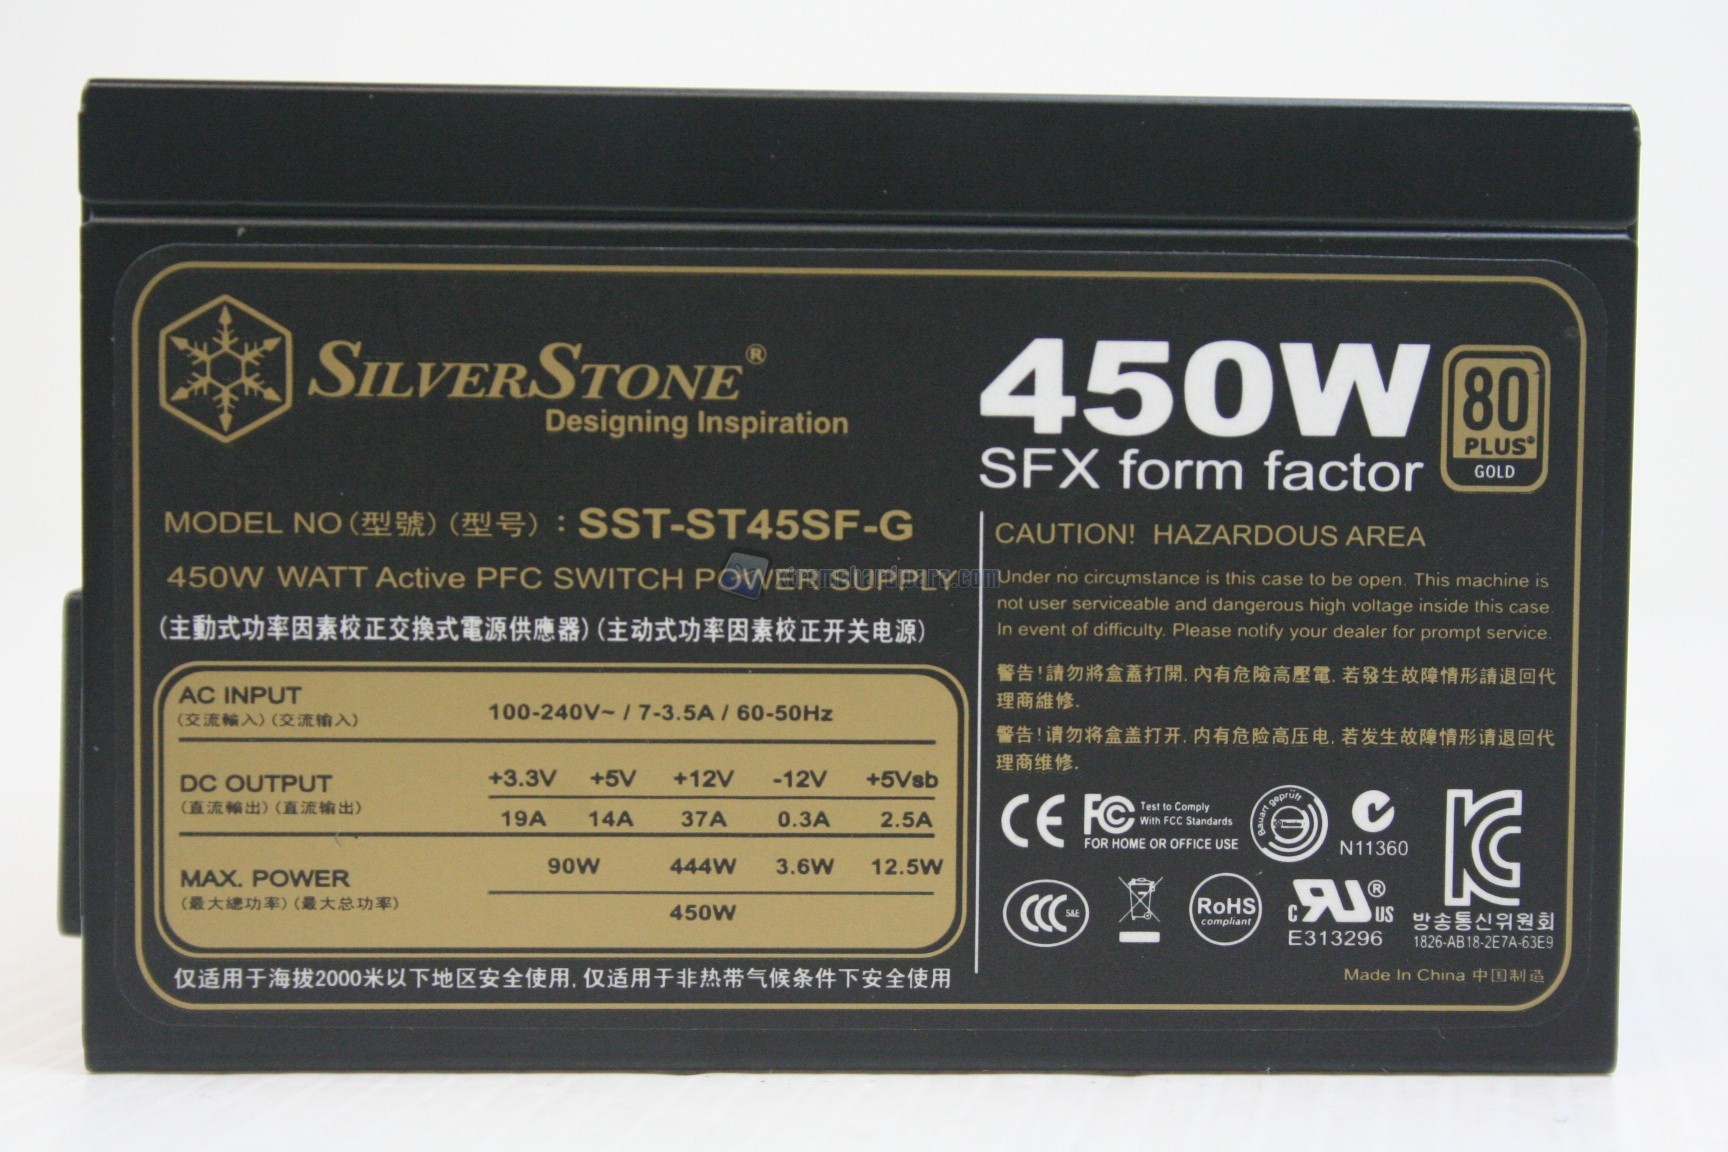 SILVERSTONE®
Designing Inspiration
450W
SFX form factor
80
PLUS®
GOLD
MODEL NO(型號) (型号) : SST-ST45SF-G
450W WATT Active PFC SWITCH POWER SUPPLY
xtremehardware.com
(主動式功率因素校正交換式電源供應器) (主动式功率因素校正开关电源)
AC INPUT
(交流輸入) (交流输入)
100-240V~ / 7-3.5A / 60-50Hz
DC OUTPUT
(直流輸出) (直流输出)
+3.3V +5V +12V -12V +5Vsb
19A 14A 37A 0.3A 2.5A
MAX. POWER
(最大總功率) (最大总功率)
90W 444W 3.6W 12.5W
450W
仅适用于海拔2000米以下地区安全使用, 仅适用于非热带气候条件下安全使用
CAUTION! HAZARDOUS AREA
Under no circumstance is this case to be open. This machine is
not user serviceable and dangerous high voltage inside this case.
In event of difficulty. Please notify your dealer for prompt service.
警告!請勿將盒蓋打開, 內有危險高壓電, 若發生故障情形請退回代
理商維修.
警告!请勿将盒盖打开, 内有危险高压电, 若发生故障情形请退回代
理商维修.
CE
FC
Test to Comply
With FCC Standards
FOR HOME OR OFFICE USE
Bauart geprüft
N11360
KC
CCC S&E
RoHS
compliant
c RU® US
E313296
방송통신위원회
1826-AB18-2E7A-63E9
Made In China 中国制造